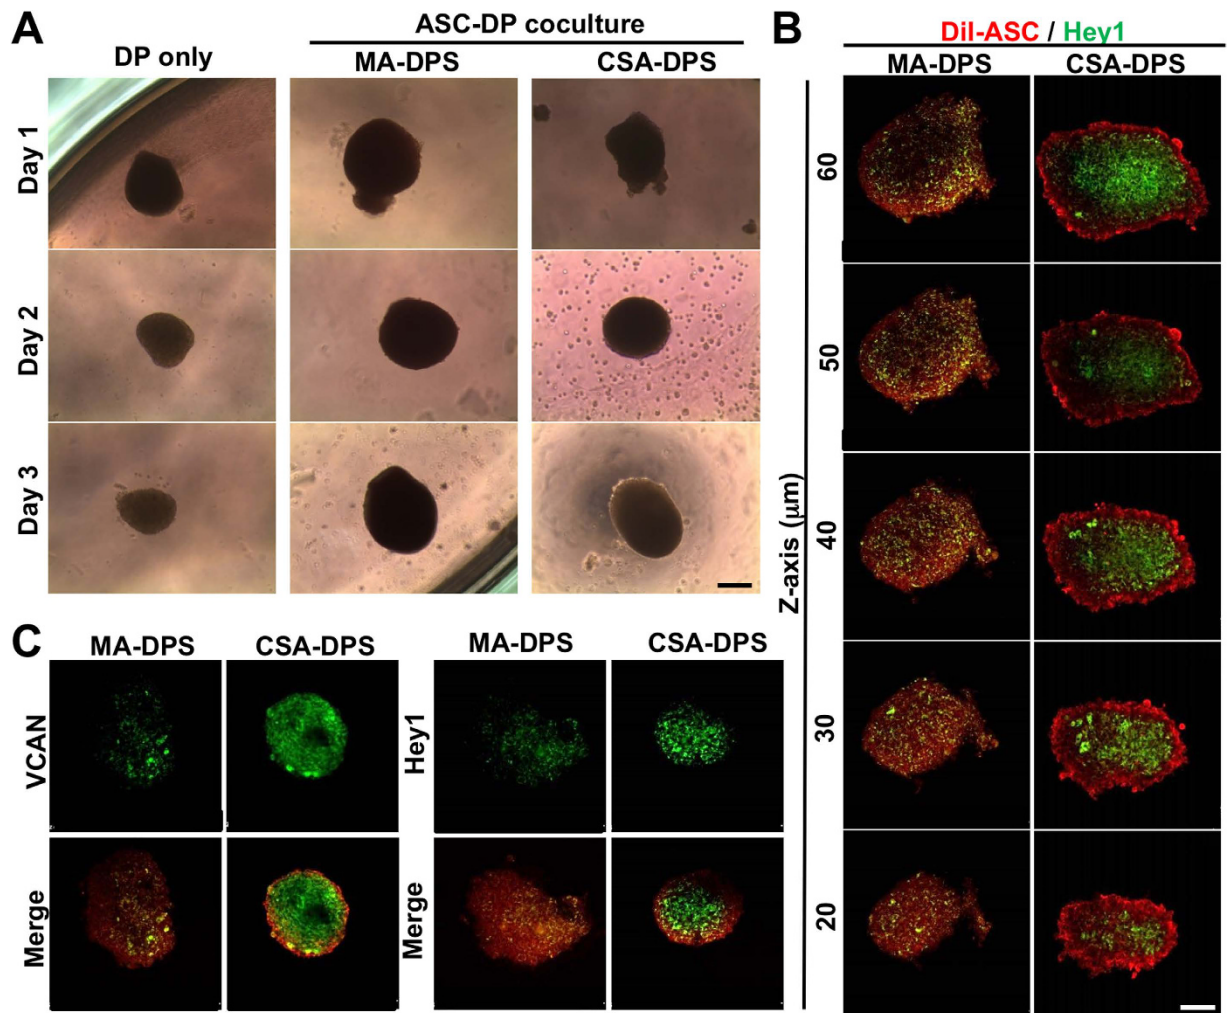 A
ASC-DP coculture
DP only
MA-DPS
CSA-DPS
Day 1
Day 2
Day 3
B
DiI-ASC / Hey1
MA-DPS
CSA-DPS
Z-axis (μm)
60
50
40
30
20
C
MA-DPS
CSA-DPS
MA-DPS
CSA-DPS
VCAN
Hey1
Merge
Merge